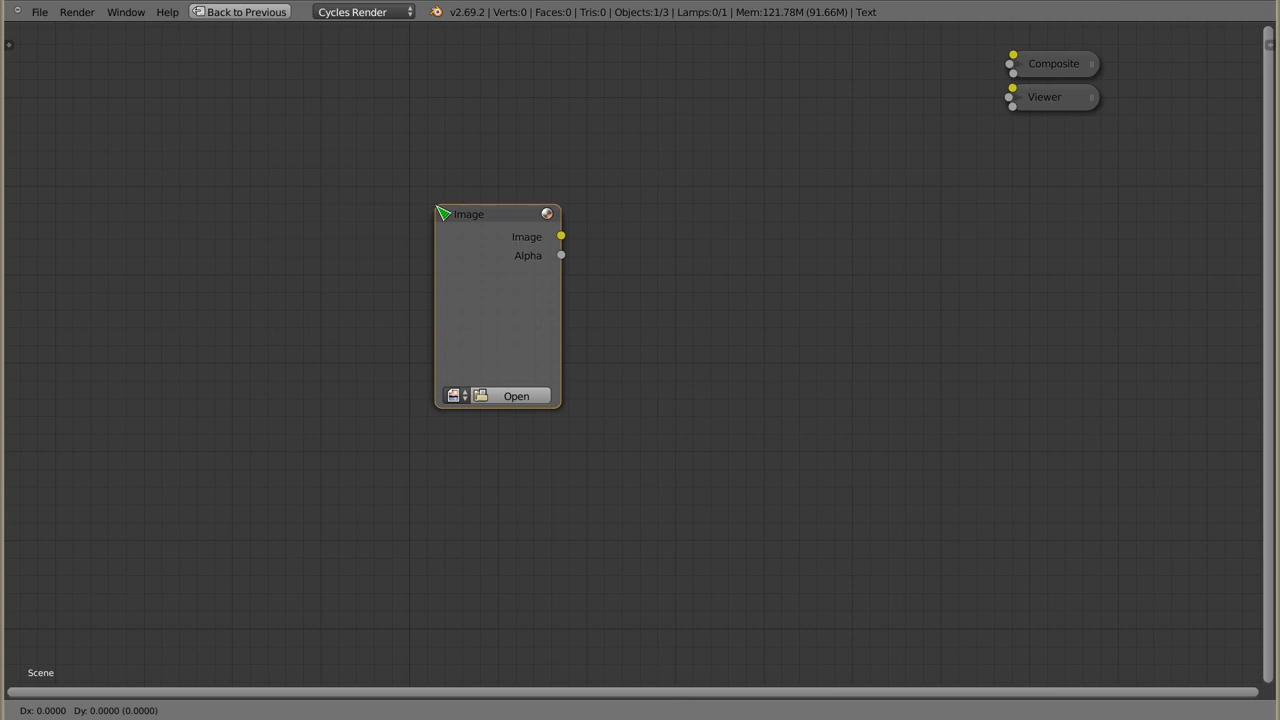 File Render Window Help Back to Previous Cycles Render v2.69.2 | Verts:0 | Faces:0 | Tris:0 | Objects:1/3 | Lamps:0/1 | Mem:121.78M (91.66M) | Text
Composite
Viewer
Image
Image
Alpha
Open
Scene
Dx: 0.0000 Dy: 0.0000 (0.0000)